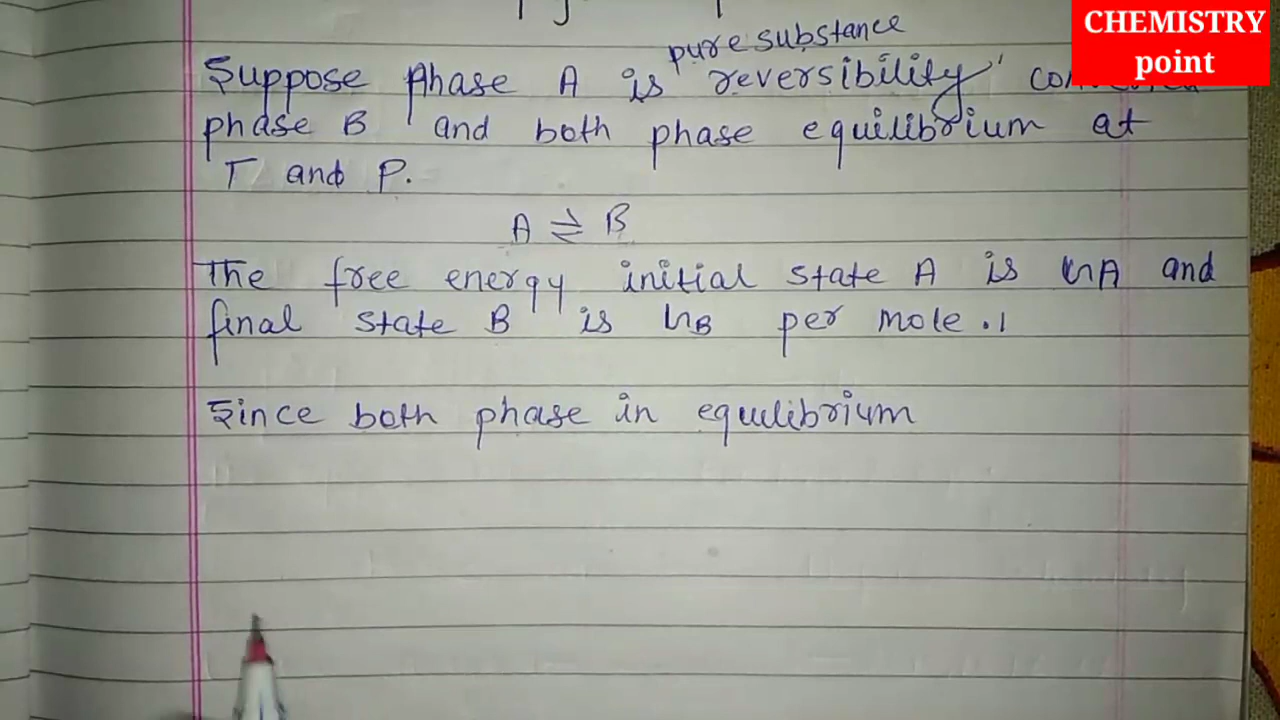 CHEMISTRY
point
pure substance
Suppose Phase A is reversibility
phase B and both phase equilibrium at
T and P.
A ⇌ B
The free energy initial state A is GA and
final state B is GB per mole.
Since both phase in equilibrium